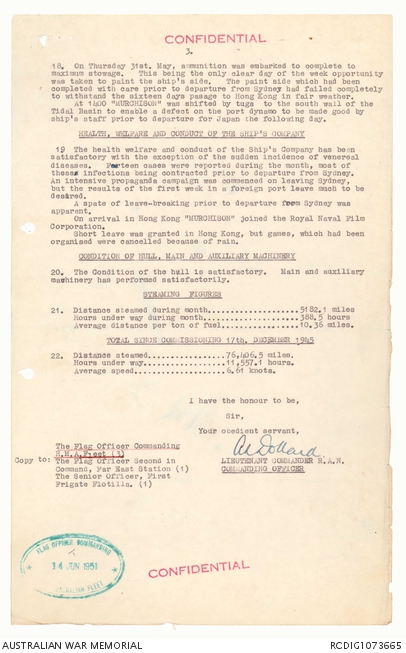 CONFIDENTIAL
3.
18. On Thursday 31st. May, ammunition was embarked to complete to
maximum stowage. This being the only clear day of the week opportunity
was taken to paint the ship's side. The paint side which had been
completed with care prior to departure from Sydney had failed completely
to withstand the sixteen days pasage to Hong Kong in fair weather.
At 1400 "MURCHISON" was shifted by tugs to the south wall of the
Tidal Basin to enable a defect on the port dynamo to be made good by
ship's staff prior to departure for Japan the following day.
HEALTH, WELFARE AND CONDUCT OF THE SHIP'S COMPANY
19 The health welfare and conduct of the Ship's Company has been
satisfactory with the exception of the sudden incidence of venereal
diseases. Fourteen cases were reported during the month, most of
these infections being contracted prior to departure from Sydney.
An intensive propaganda campaign was commenced on leaving Sydney,
but the results of the first week in a foreign port leave much to be
desired.
A spate of leave-breaking prior to departure from Sydney was
apparent.
On arrival in Hong Kong "MURCHISON" joined the Royal Naval Film
Corporation.
Short leave was granted in Hong Kong, but games, which had been
organised were cancelled because of rain.
CONDITION OF HULL, MAIN AND AUXILIARY MACHINERY
20. The Condition of the hull is satisfactory. Main and auxiliary
machinery has performed satisfactorily.
STEAMING FIGURES
21. Distance steamed during month....................5182.1 miles
Hours under way during month.....................388.5 hours
Average distance per ton of fuel.................10.36 miles
TOTAL SINCE COMMISSIONING 17th. DECEMBER 1945
22. Distance steamed................76,406.5 miles.
Hours under way.................11,557.1 hours.
Average speed...................6.61 knots.
I have the honour to be,
Sir,
Your obedient servant,
The Flag Officer Commanding
H.M.A.Fleet (3)
Copy to: The Flag Officer Second in
Command, Far East Station (1)
The Senior Officer, First
Frigate Flotilla. (1)
A N Dollard
LIEUTENANT COMMANDER R.A.N.
COMMANDING OFFICER
FLAG OFFICER COMMANDING
14 JUN 1951
AUSTRALIAN FLEET
CONFIDENTIAL
AUSTRALIAN WAR MEMORIAL
RCDIG1073665